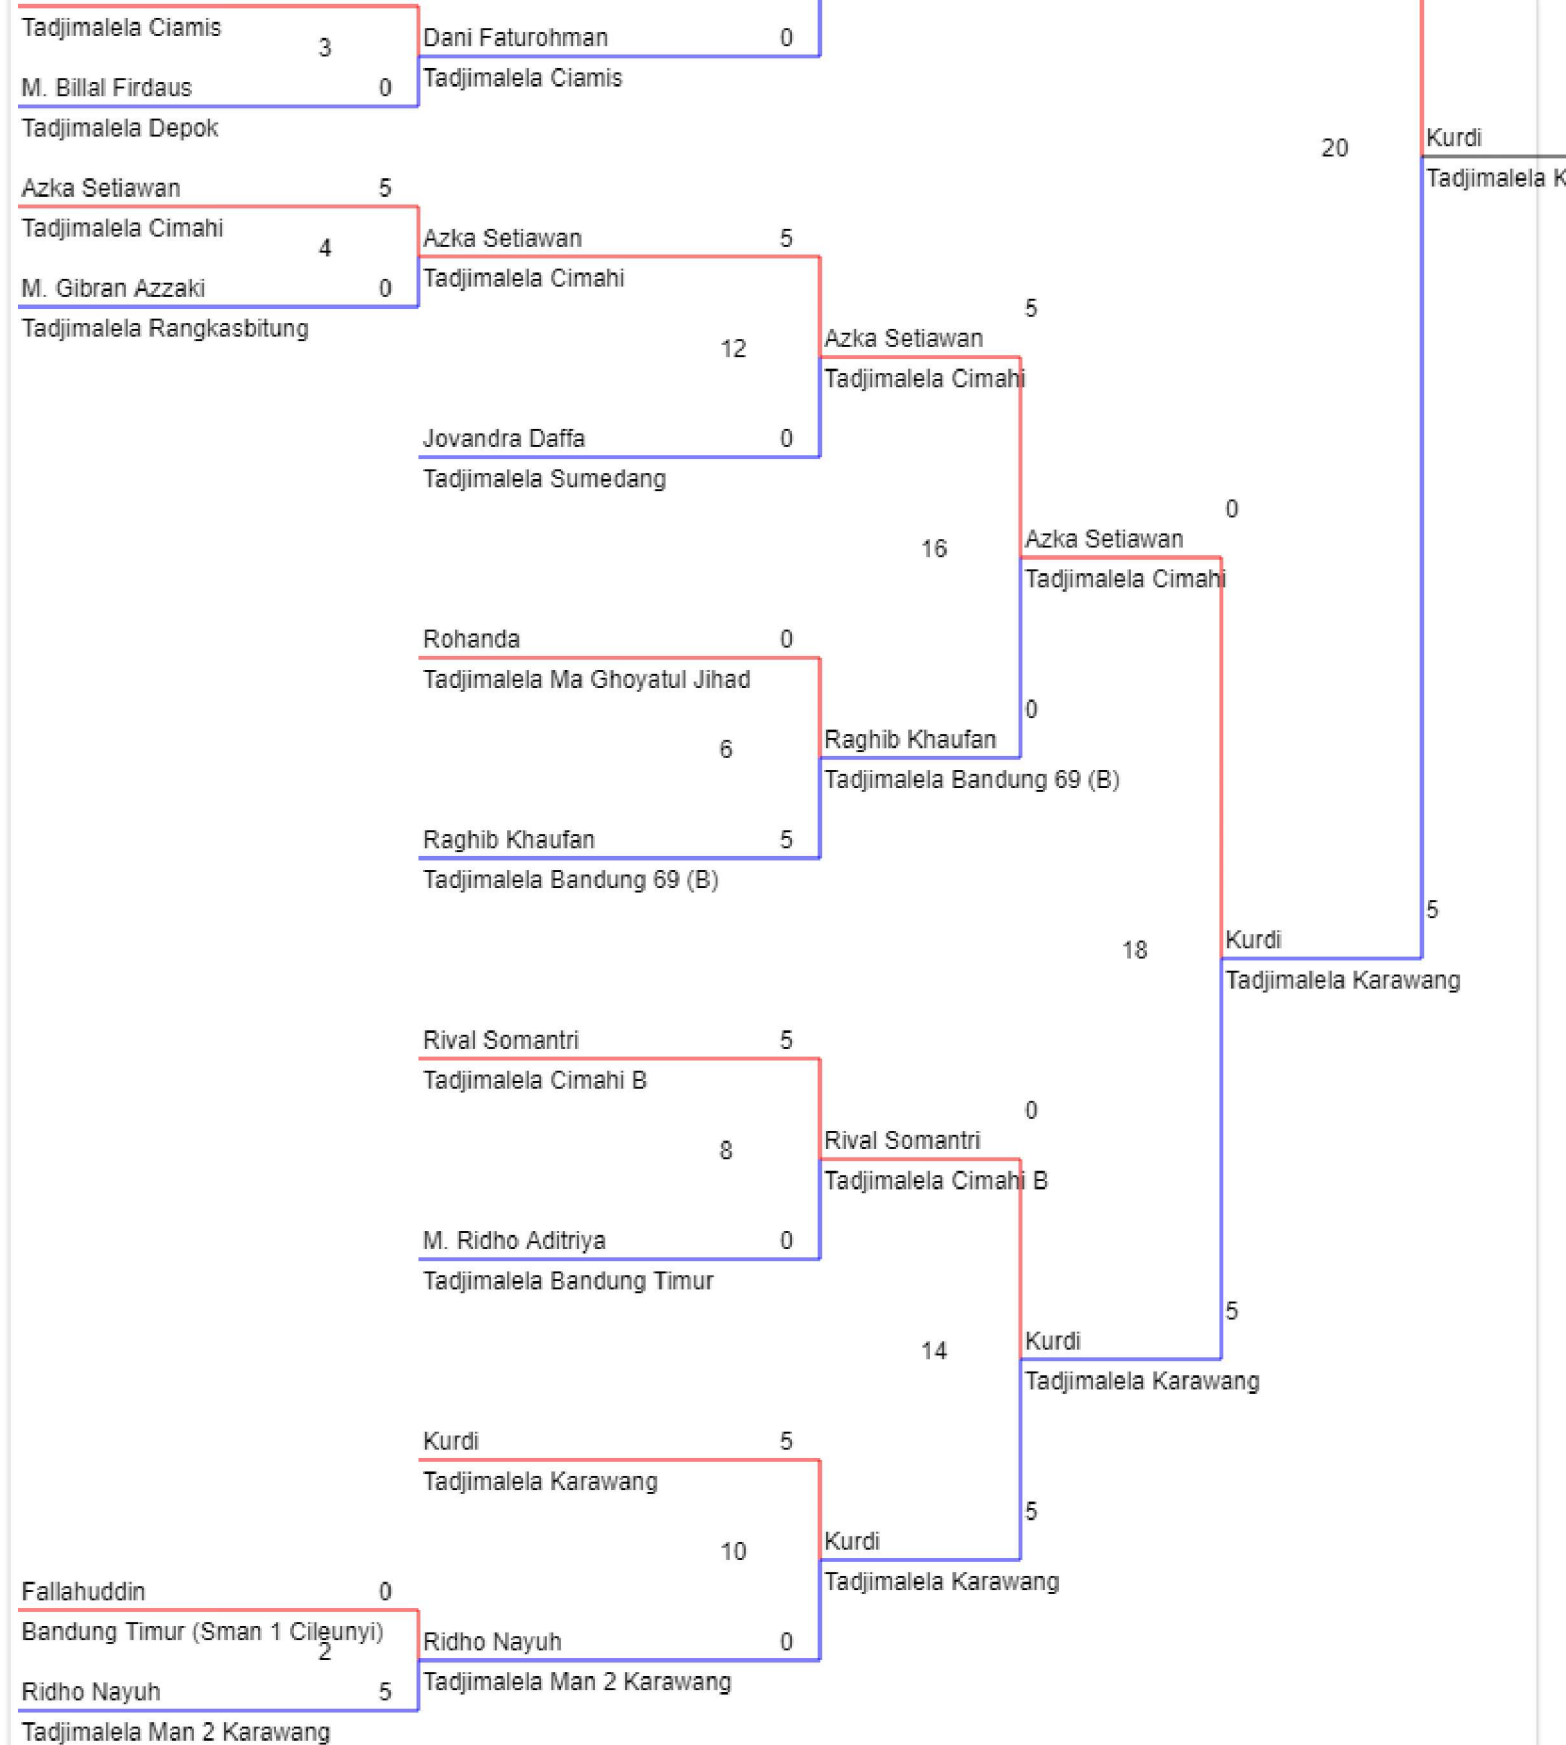 Tadjimalela Ciamis
3
M. Billal Firdaus 0
Tadjimalela Depok
Dani Faturohman 0
Tadjimalela Ciamis
20
Kurdi
Tadjimalela K
Azka Setiawan 5
Tadjimalela Cimahi
4
M. Gibran Azzaki 0
Tadjimalela Rangkasbitung
Azka Setiawan 5
Tadjimalela Cimahi
12
Jovandra Daffa 0
Tadjimalela Sumedang
5
Azka Setiawan
Tadjimalela Cimahi
16
0
Azka Setiawan
Tadjimalela Cimahi
Rohanda 0
Tadjimalela Ma Ghoyatul Jihad
6
0
Raghib Khaufan
Tadjimalela Bandung 69 (B)
Raghib Khaufan 5
Tadjimalela Bandung 69 (B)
18
5
Kurdi
Tadjimalela Karawang
Rival Somantri 5
Tadjimalela Cimahi B
8
0
Rival Somantri
Tadjimalela Cimahi B
M. Ridho Aditriya 0
Tadjimalela Bandung Timur
14
5
Kurdi
Tadjimalela Karawang
Kurdi 5
Tadjimalela Karawang
10
5
Kurdi
Tadjimalela Karawang
Fallahuddin 0
Bandung Timur (Sman 1 Cileunyi)
2
Ridho Nayuh 5
Tadjimalela Man 2 Karawang
Ridho Nayuh 0
Tadjimalela Man 2 Karawang